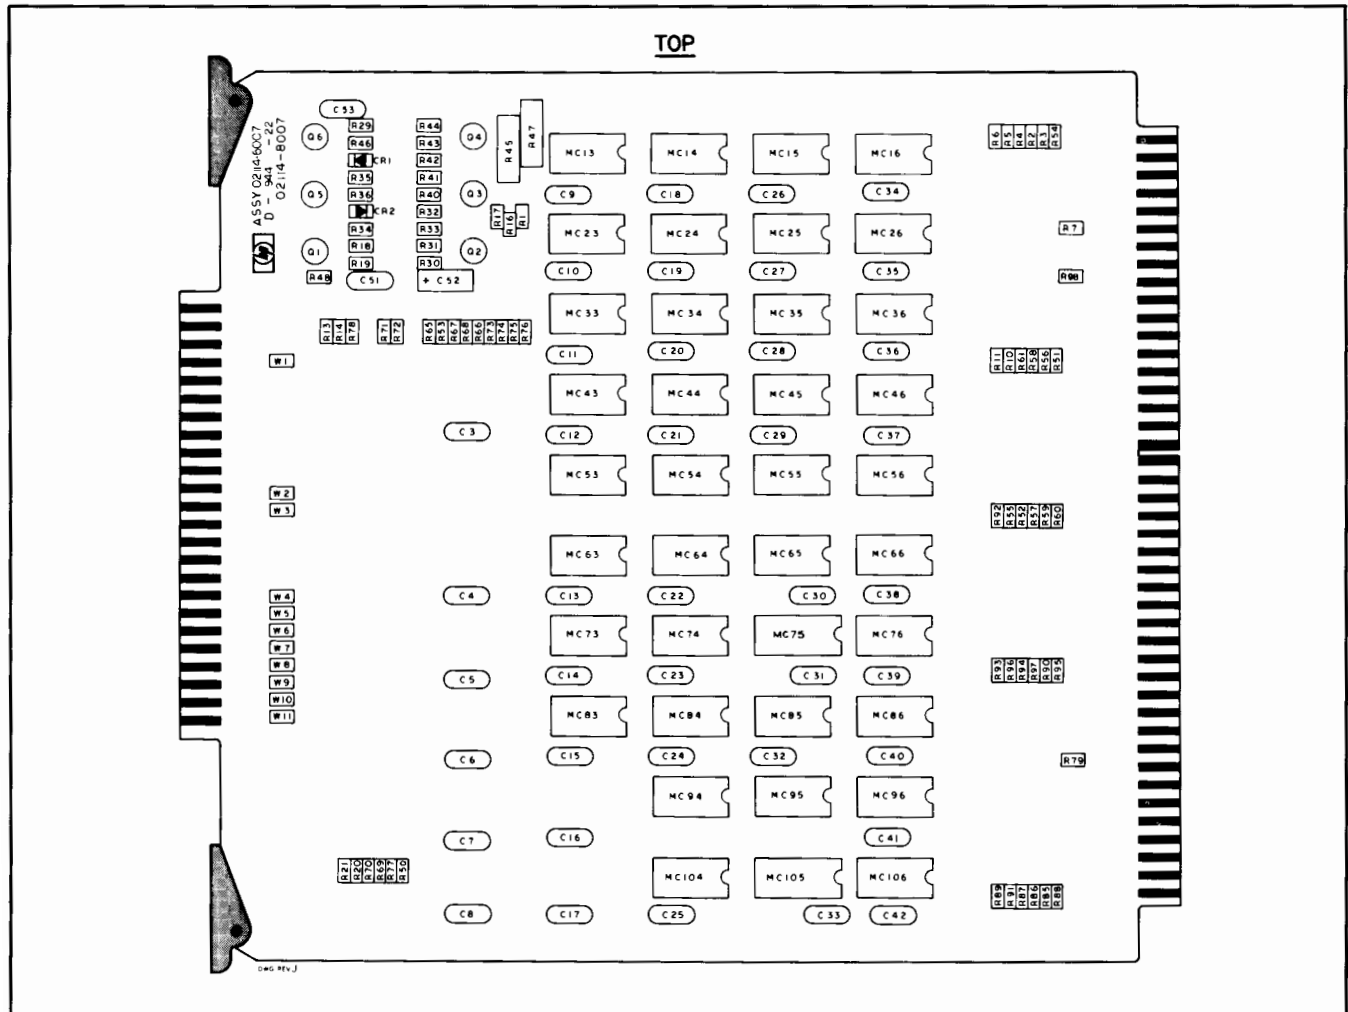 TOP
ASSY 02114-6007
D - 944 - 22
02114-8007
hp
C53
Q6
R29
R46
CR1
R35
Q5
R36
CR2
R34
R18
Q1
R19
R48
C51
R44
R43
R42
R41
R40
R32
R33
R31
R30
+ C52
Q4
Q3
Q2
R45
R47
R17
R16
R1
MC13
MC14
MC15
MC16
C9
C18
C26
C34
MC23
MC24
MC25
MC26
C10
C19
C27
C35
MC33
MC34
MC35
MC36
C11
C20
C28
C36
MC43
MC44
MC45
MC46
C12
C21
C29
C37
MC53
MC54
MC55
MC56
MC63
MC64
MC65
MC66
C13
C22
C30
C38
MC73
MC74
MC75
MC76
C14
C23
C31
C39
MC83
MC84
MC85
MC86
C15
C24
C32
C40
MC94
MC95
MC96
C16
C41
MC104
MC105
MC106
C17
C25
C33
C42
R13
R14
R78
R71
R72
R65
R53
R67
R68
R66
R73
R74
R75
R76
W1
W2
W3
W4
W5
W6
W7
W8
W9
W10
W11
C3
C4
C5
C6
C7
C8
R21
R20
R70
R69
R77
R50
R6
R5
R4
R2
R3
R54
R7
R98
R11
R10
R61
R58
R56
R51
R92
R55
R52
R57
R59
R60
R93
R96
R94
R97
R90
R95
R79
R89
R91
R87
R86
R85
R88
DWG REV J